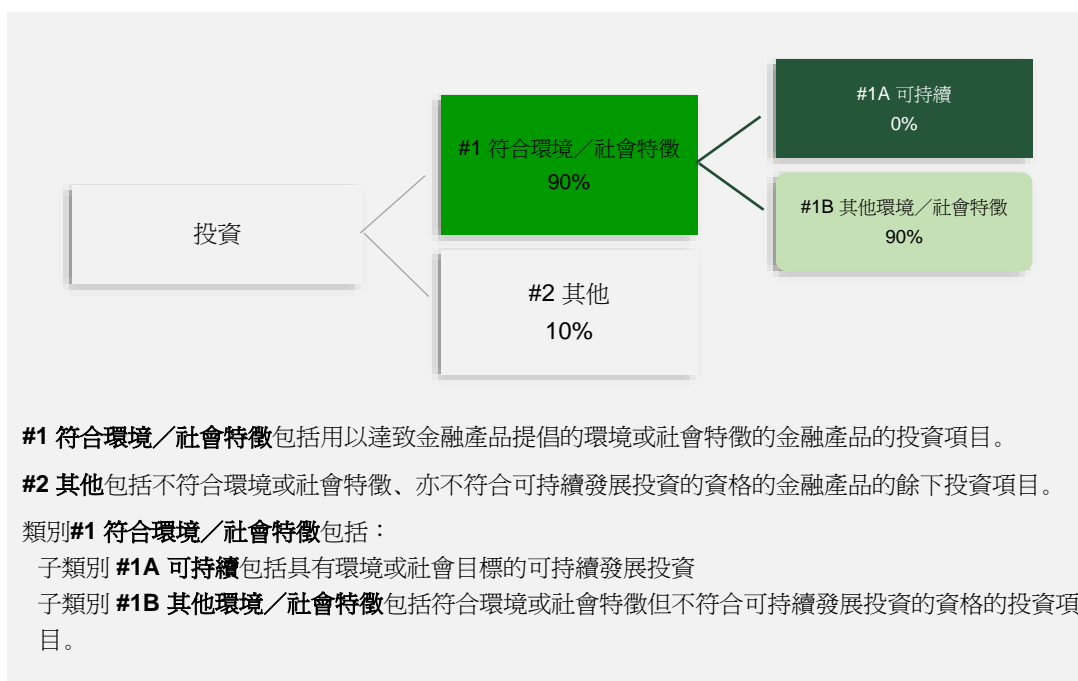 #1A 可持續
0%
#1 符合環境／社會特徵
90%
#1B 其他環境／社會特徵
90%
投資
#2 其他
10%
#1 符合環境／社會特徵包括用以達致金融產品提倡的環境或社會特徵的金融產品的投資項目。
#2 其他包括不符合環境或社會特徵、亦不符合可持續發展投資的資格的金融產品的餘下投資項目。
類別#1 符合環境／社會特徵包括：
子類別 #1A 可持續包括具有環境或社會目標的可持續發展投資
子類別 #1B 其他環境／社會特徵包括符合環境或社會特徵但不符合可持續發展投資的資格的投資項
目。